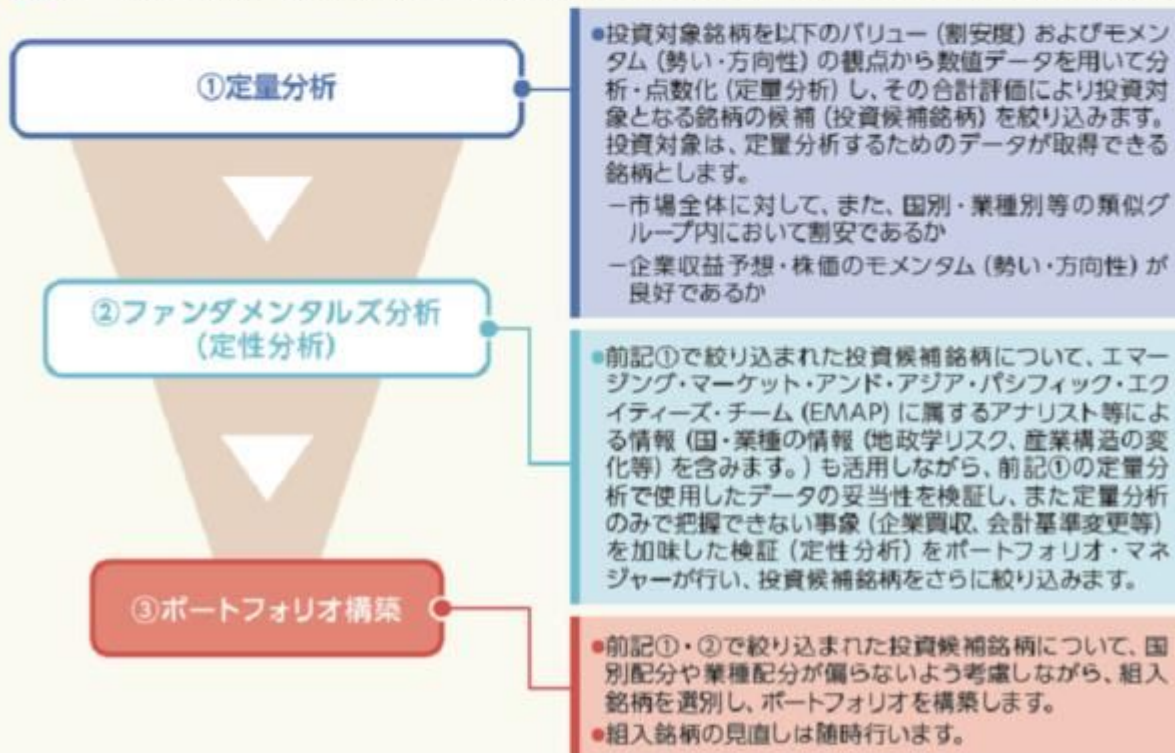 ①定量分析
●投資対象銘柄を以下のバリュー(割安度)およびモメン
タム(勢い・方向性)の観点から数値データを用いて分
析・点数化(定量分析)し、その合計評価により投資対
象となる銘柄の候補(投資候補銘柄)を絞り込みます。
投資対象は、定量分析するためのデータが取得できる
銘柄とします。
－市場全体に対して、また、国別・業種別等の類似グ
ループ内において割安であるか
－企業収益予想・株価のモメンタム(勢い・方向性)が
良好であるか
②ファンダメンタルズ分析
(定性分析)
●前記①で絞り込まれた投資候補銘柄について、エマー
ジング・マーケット・アンド・アジア・パシフィック・エク
イティーズ・チーム(EMAP)に属するアナリスト等によ
る情報(国・業種の情報(地政学リスク、産業構造の変
化等)を含みます。)も活用しながら、前記①の定量分
析で使用したデータの妥当性を検証し、また定量分析
のみで把握できない事象(企業買収、会計基準変更等)
を加味した検証(定性分析)をポートフォリオ・マネ
ジャーが行い、投資候補銘柄をさらに絞り込みます。
③ポートフォリオ構築
●前記①・②で絞り込まれた投資候補銘柄について、国
別配分や業種配分が偏らないよう考慮しながら、組入
銘柄を選別し、ポートフォリオを構築します。
●組入銘柄の見直しは随時行います。